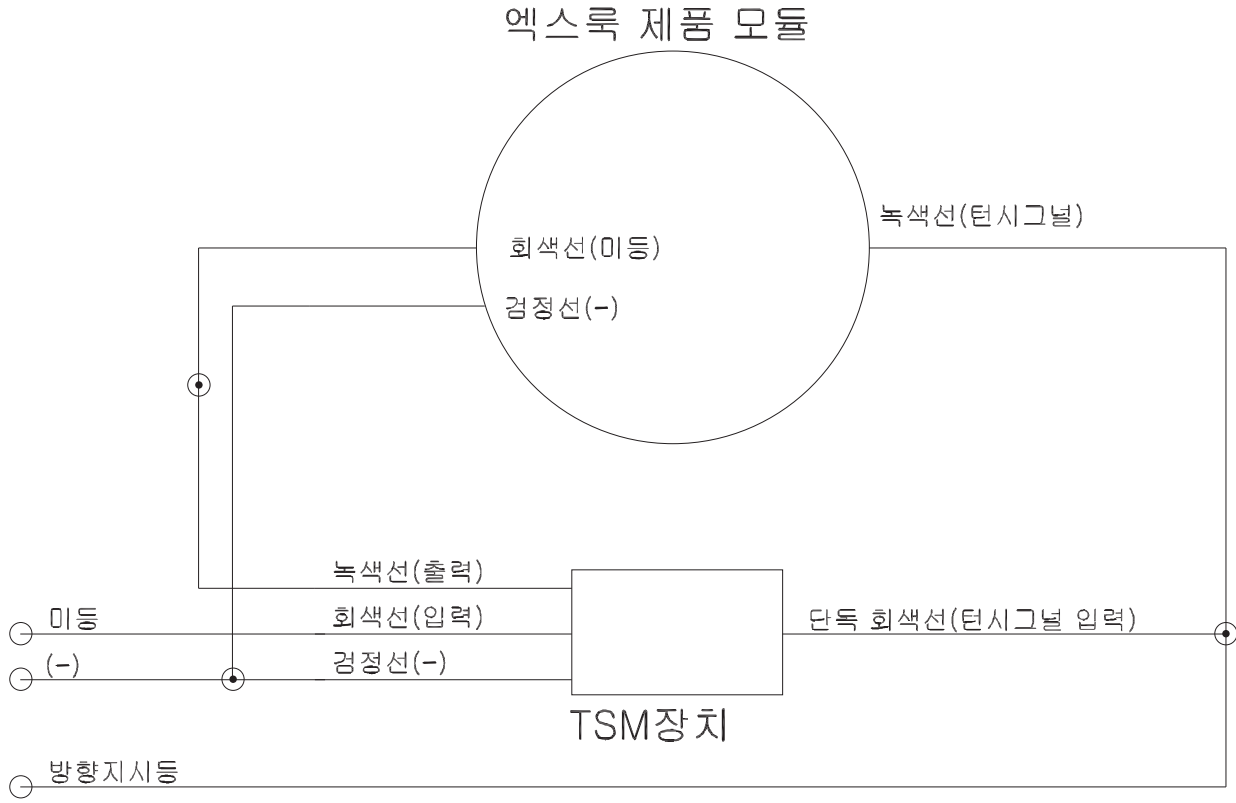 엑스룩 제품 모듈
녹색선(턴시그널)
회색선(미등)
검정선(-)
녹색선(출력)
미등
회색선(입력)
단독 회색선(턴시그널 입력)
(-)
검정선(-)
TSM장치
방향지시등